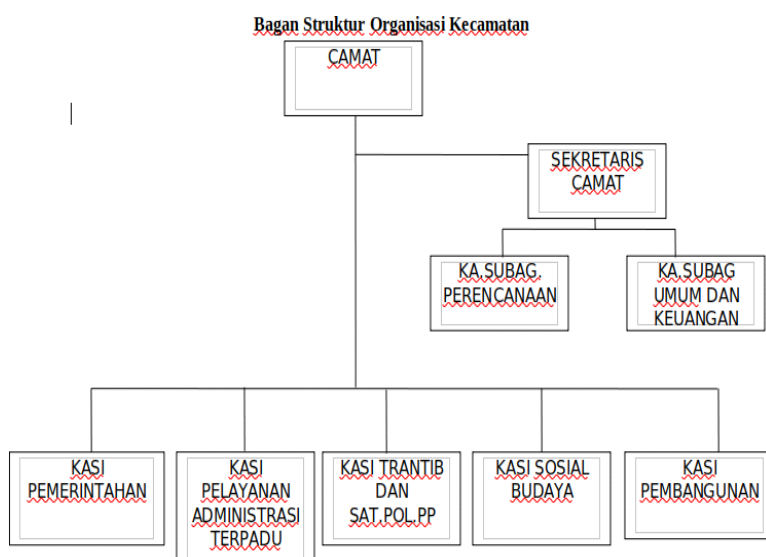 Bagan Struktur Organisasi Kecamatan
CAMAT
SEKRETARIS
CAMAT
KA.SUBAG.
PERENCANAAN
KA.SUBAG
UMUM DAN
KEUANGAN
KASI
PEMERINTAHAN
KASI
PELAYANAN
ADMINISTRASI
TERPADU
KASI TRANTIB
DAN
SAT.POL.PP
KASI SOSIAL
BUDAYA
KASI
PEMBANGUNAN